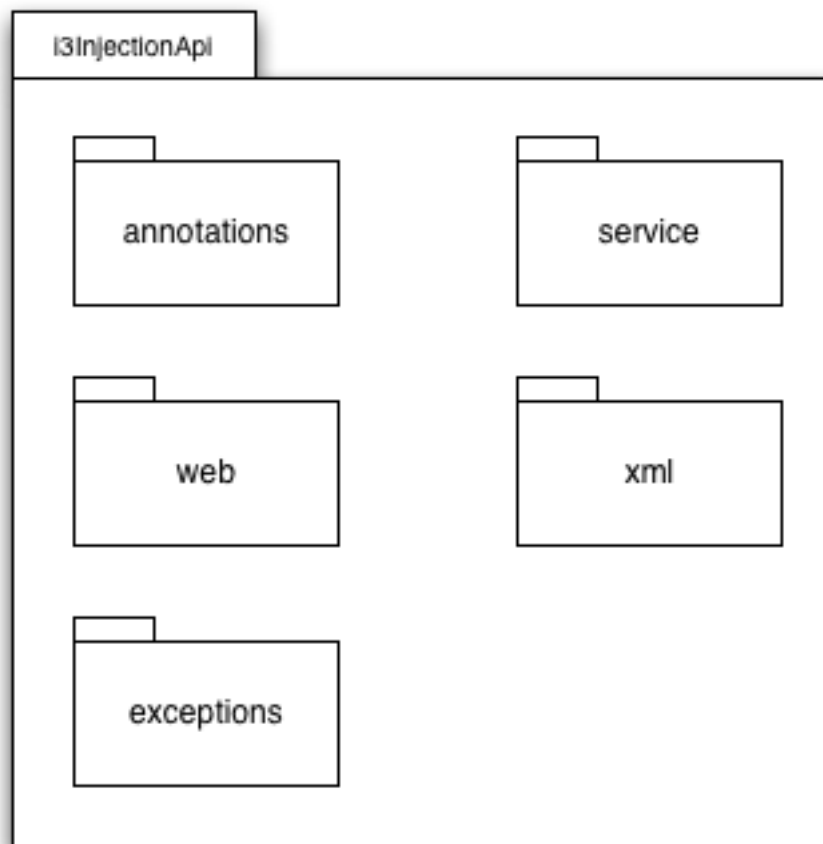 i3InjectionApi
annotations
service
web
xml
exceptions